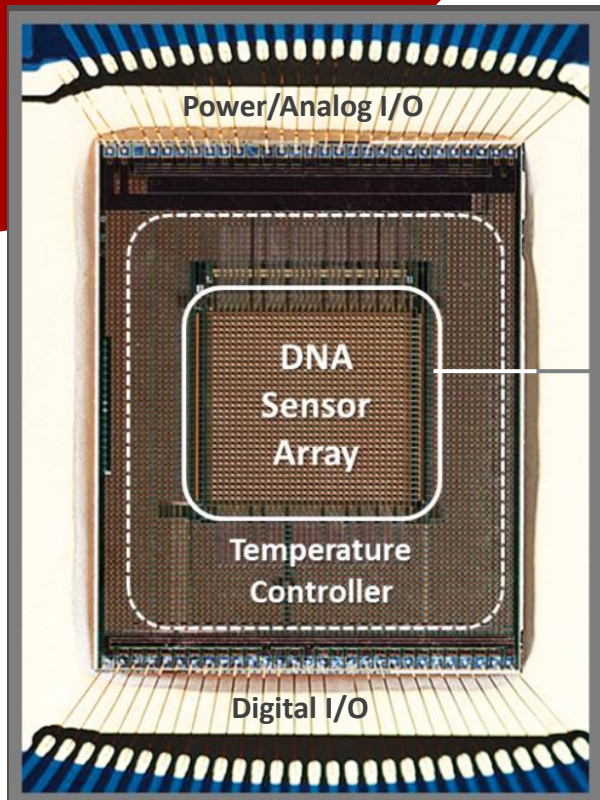 Power/Analog I/O
DNA
Sensor
Array
Temperature
Controller
Digital I/O